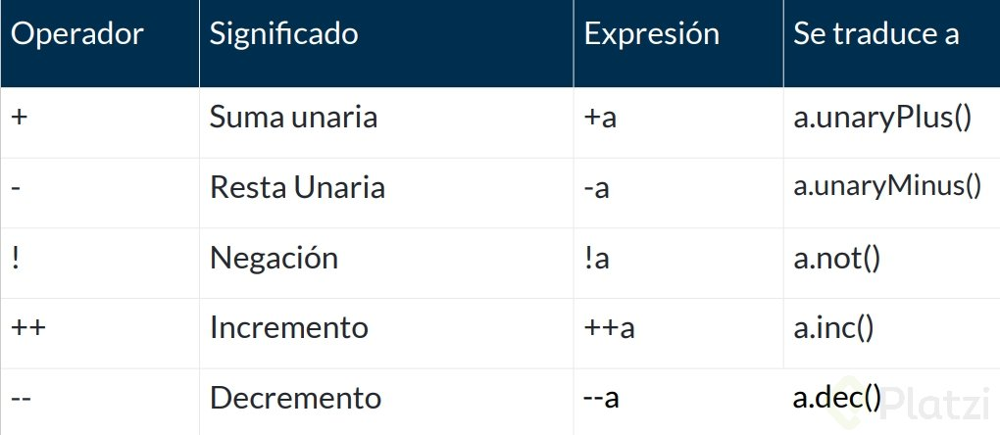 Operador Significado Expresión Se traduce a
+ Suma unaria +a a.unaryPlus()
- Resta Unaria -a a.unaryMinus()
! Negación !a a.not()
++ Incremento ++a a.inc()
-- Decremento --a a.dec()
Platzi